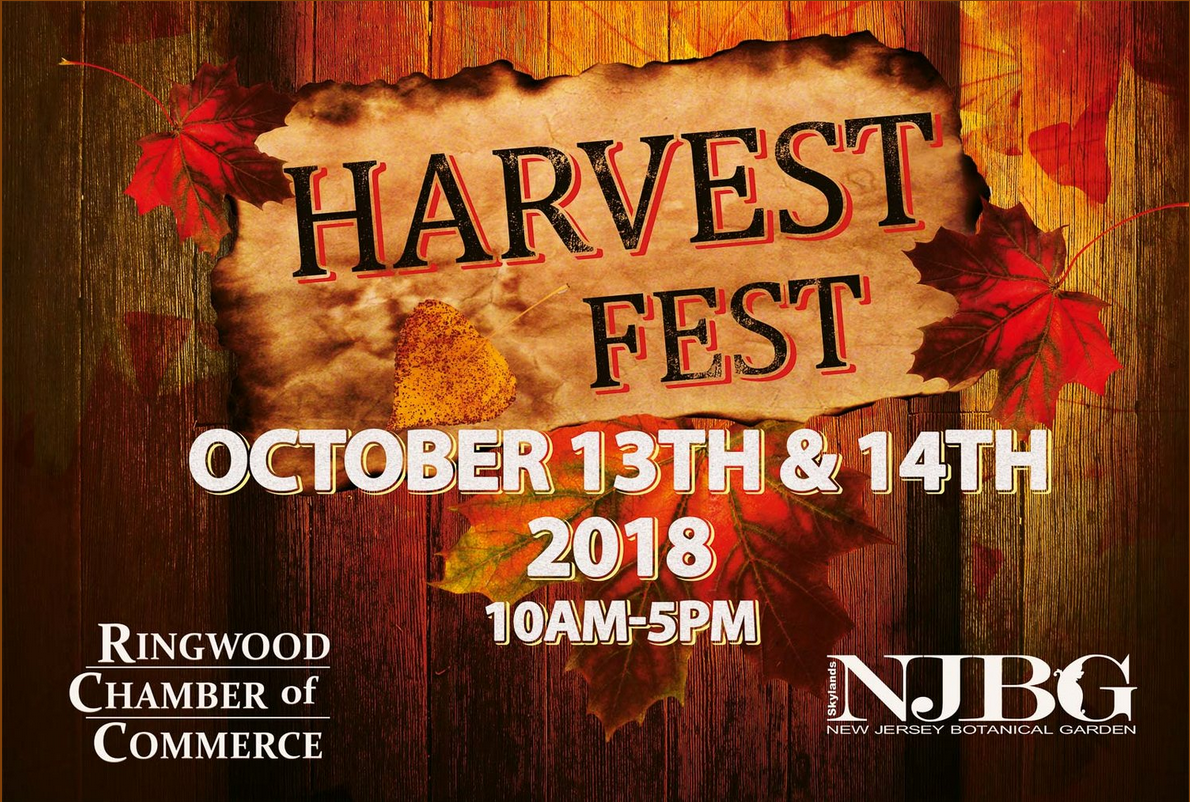 HARVEST
FEST
OCTOBER 13TH & 14TH
2018
10AM-5PM
RINGWOOD
CHAMBER of
COMMERCE
Skylands
NJBG
NEW JERSEY BOTANICAL GARDEN